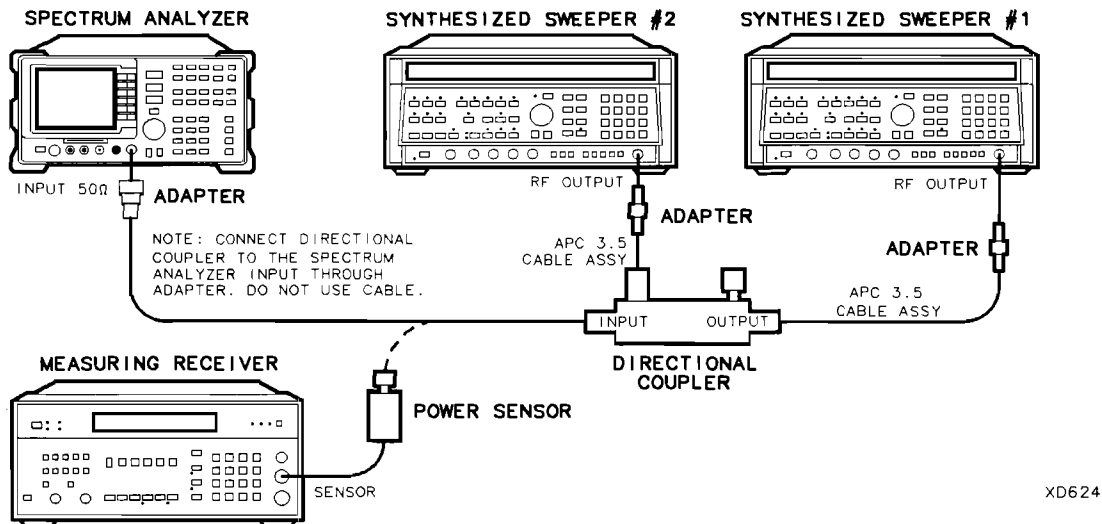 SPECTRUM ANALYZER
SYNTHESIZED SWEEPER #2
SYNTHESIZED SWEEPER #1
INPUT 50Ω
ADAPTER
RF OUTPUT
RF OUTPUT
ADAPTER
ADAPTER
NOTE: CONNECT DIRECTIONAL
COUPLER TO THE SPECTRUM
ANALYZER INPUT THROUGH
ADAPTER. DO NOT USE CABLE.
APC 3.5
CABLE ASSY
APC 3.5
CABLE ASSY
INPUT
OUTPUT
DIRECTIONAL
COUPLER
MEASURING RECEIVER
POWER SENSOR
SENSOR
XD624